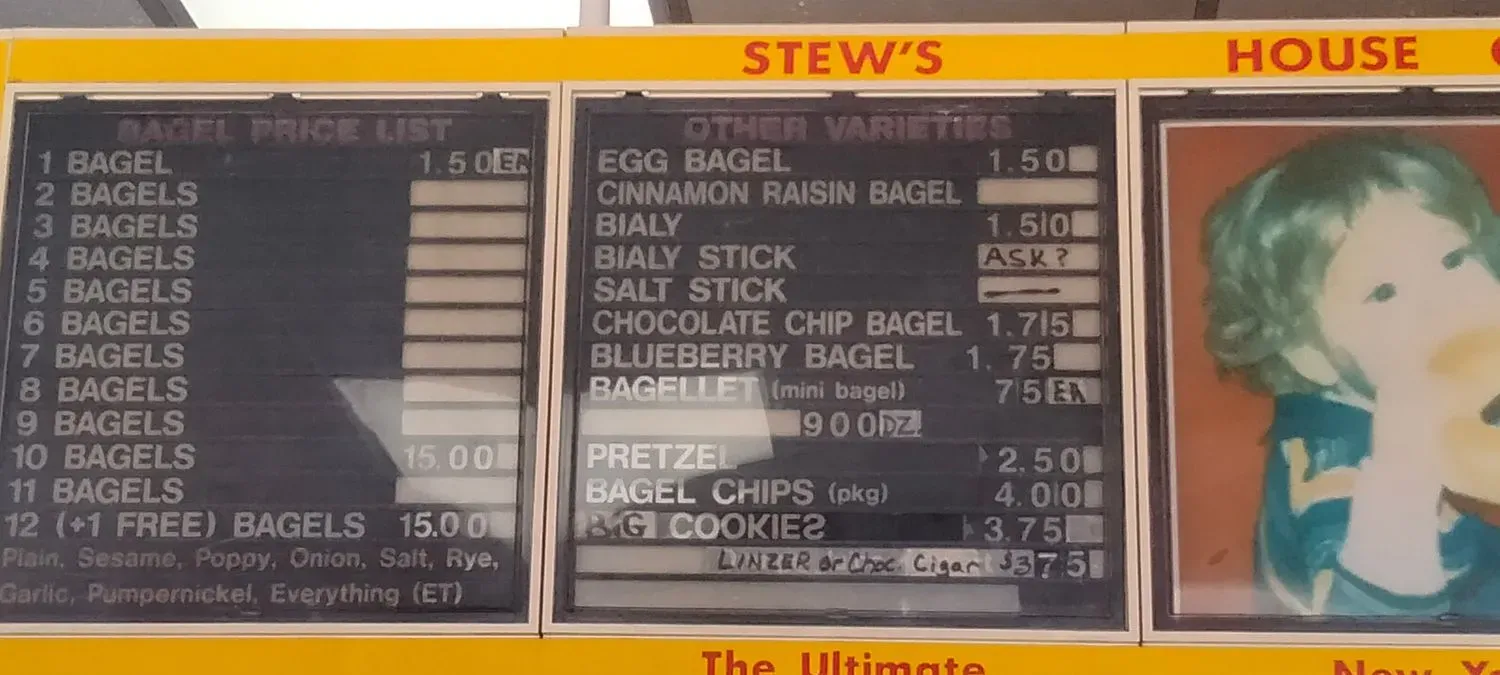 STEW'S
HOUSE
BAGEL PRICE LIST
1 BAGEL 1.50 EA
2 BAGELS
3 BAGELS
4 BAGELS
5 BAGELS
6 BAGELS
7 BAGELS
8 BAGELS
9 BAGELS
10 BAGELS 15.00
11 BAGELS
12 (+1 FREE) BAGELS 15.00
Plain, Sesame, Poppy, Onion, Salt, Rye,
Garlic, Pumpernickel, Everything (ET)
OTHER VARIETIES
EGG BAGEL 1.50
CINNAMON RAISIN BAGEL
BIALY 1.50
BIALY STICK ASK?
SALT STICK —
CHOCOLATE CHIP BAGEL 1.75
BLUEBERRY BAGEL 1.75
BAGELLET (mini bagel) 75 EA
900 DZ.
PRETZEL 2.50
BAGEL CHIPS (pkg) 4.00
BIG COOKIES 3.75
LINZER or Choc. Cigar $375
The Ultimate
New